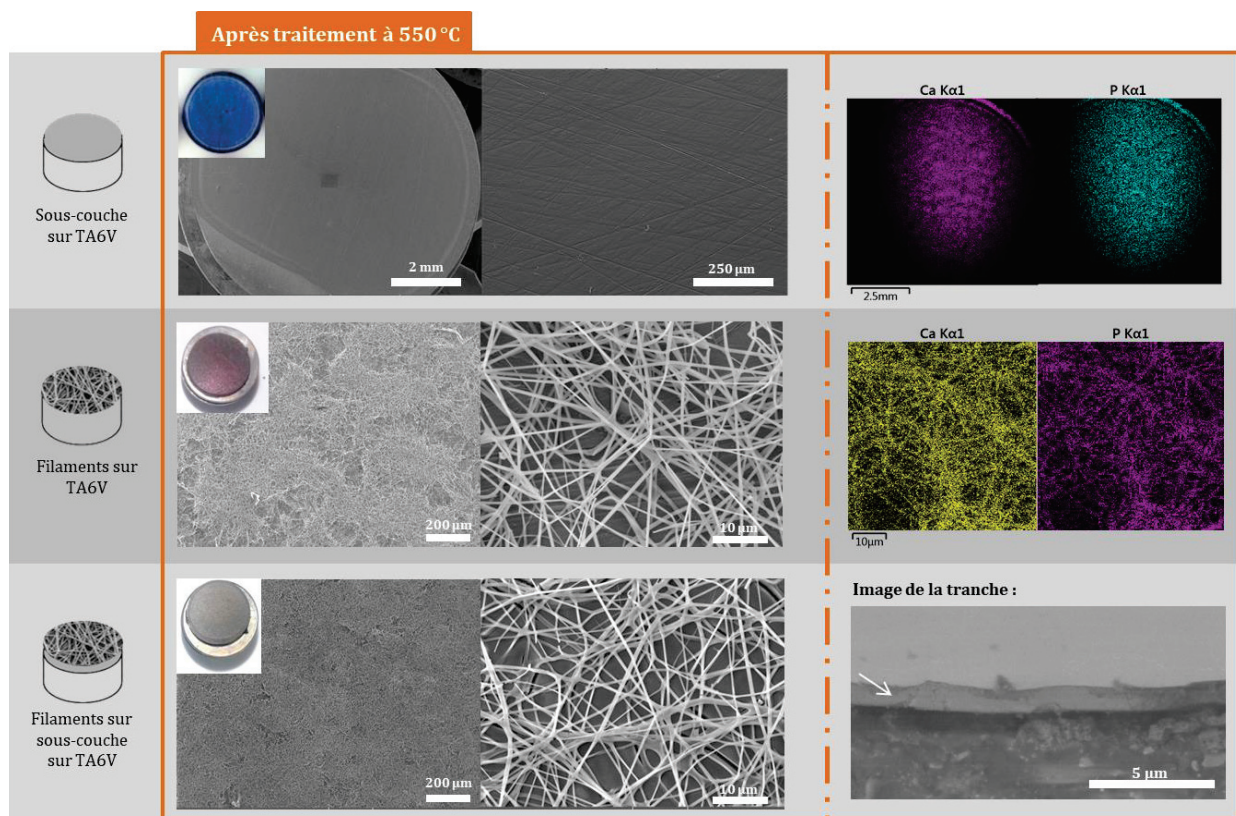 Après traitement à 550 °C
Sous-couche
sur TA6V
2 mm
250 µm
Ca Kα1
P Kα1
2.5mm
Filaments sur
TA6V
200 µm
10 µm
Ca Kα1
P Kα1
10µm
Filaments sur
sous-couche
sur TA6V
200 µm
10 µm
Image de la tranche :
5 µm